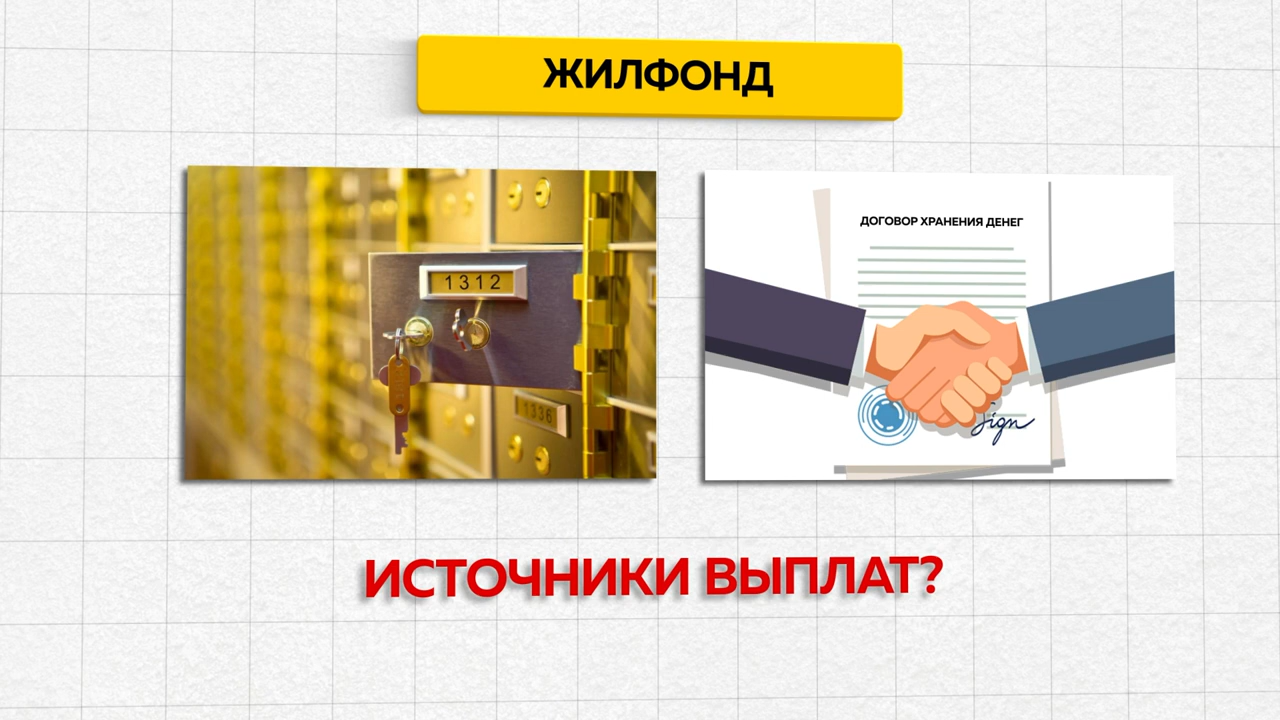 ЖИЛФОНД
1312
1336
ДОГОВОР ХРАНЕНИЯ ДЕНЕГ
Sign
ИСТОЧНИКИ ВЫПЛАТ?